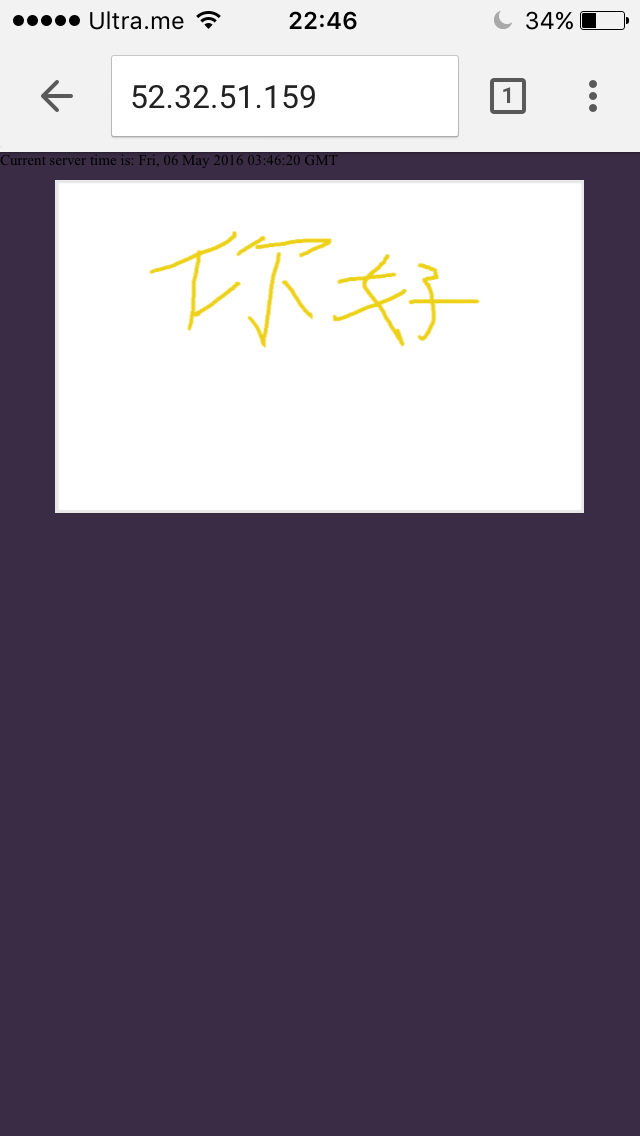 Ultra.me 22:46 34%
52.32.51.159 1
Current server time is: Fri, 06 May 2016 03:46:20 GMT
你好